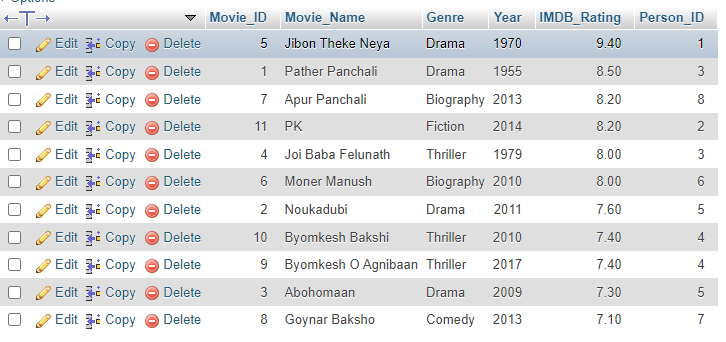 Movie_ID Movie_Name Genre Year IMDB_Rating Person_ID
Edit Copy Delete 5 Jibon Theke Neya Drama 1970 9.40 1
Edit Copy Delete 1 Pather Panchali Drama 1955 8.50 3
Edit Copy Delete 7 Apur Panchali Biography 2013 8.20 8
Edit Copy Delete 11 PK Fiction 2014 8.20 2
Edit Copy Delete 4 Joi Baba Felunath Thriller 1979 8.00 3
Edit Copy Delete 6 Moner Manush Biography 2010 8.00 6
Edit Copy Delete 2 Noukadubi Drama 2011 7.60 5
Edit Copy Delete 10 Byomkesh Bakshi Thriller 2010 7.40 4
Edit Copy Delete 9 Byomkesh O Agnibaan Thriller 2017 7.40 4
Edit Copy Delete 3 Abohomaan Drama 2009 7.30 5
Edit Copy Delete 8 Goynar Baksho Comedy 2013 7.10 7